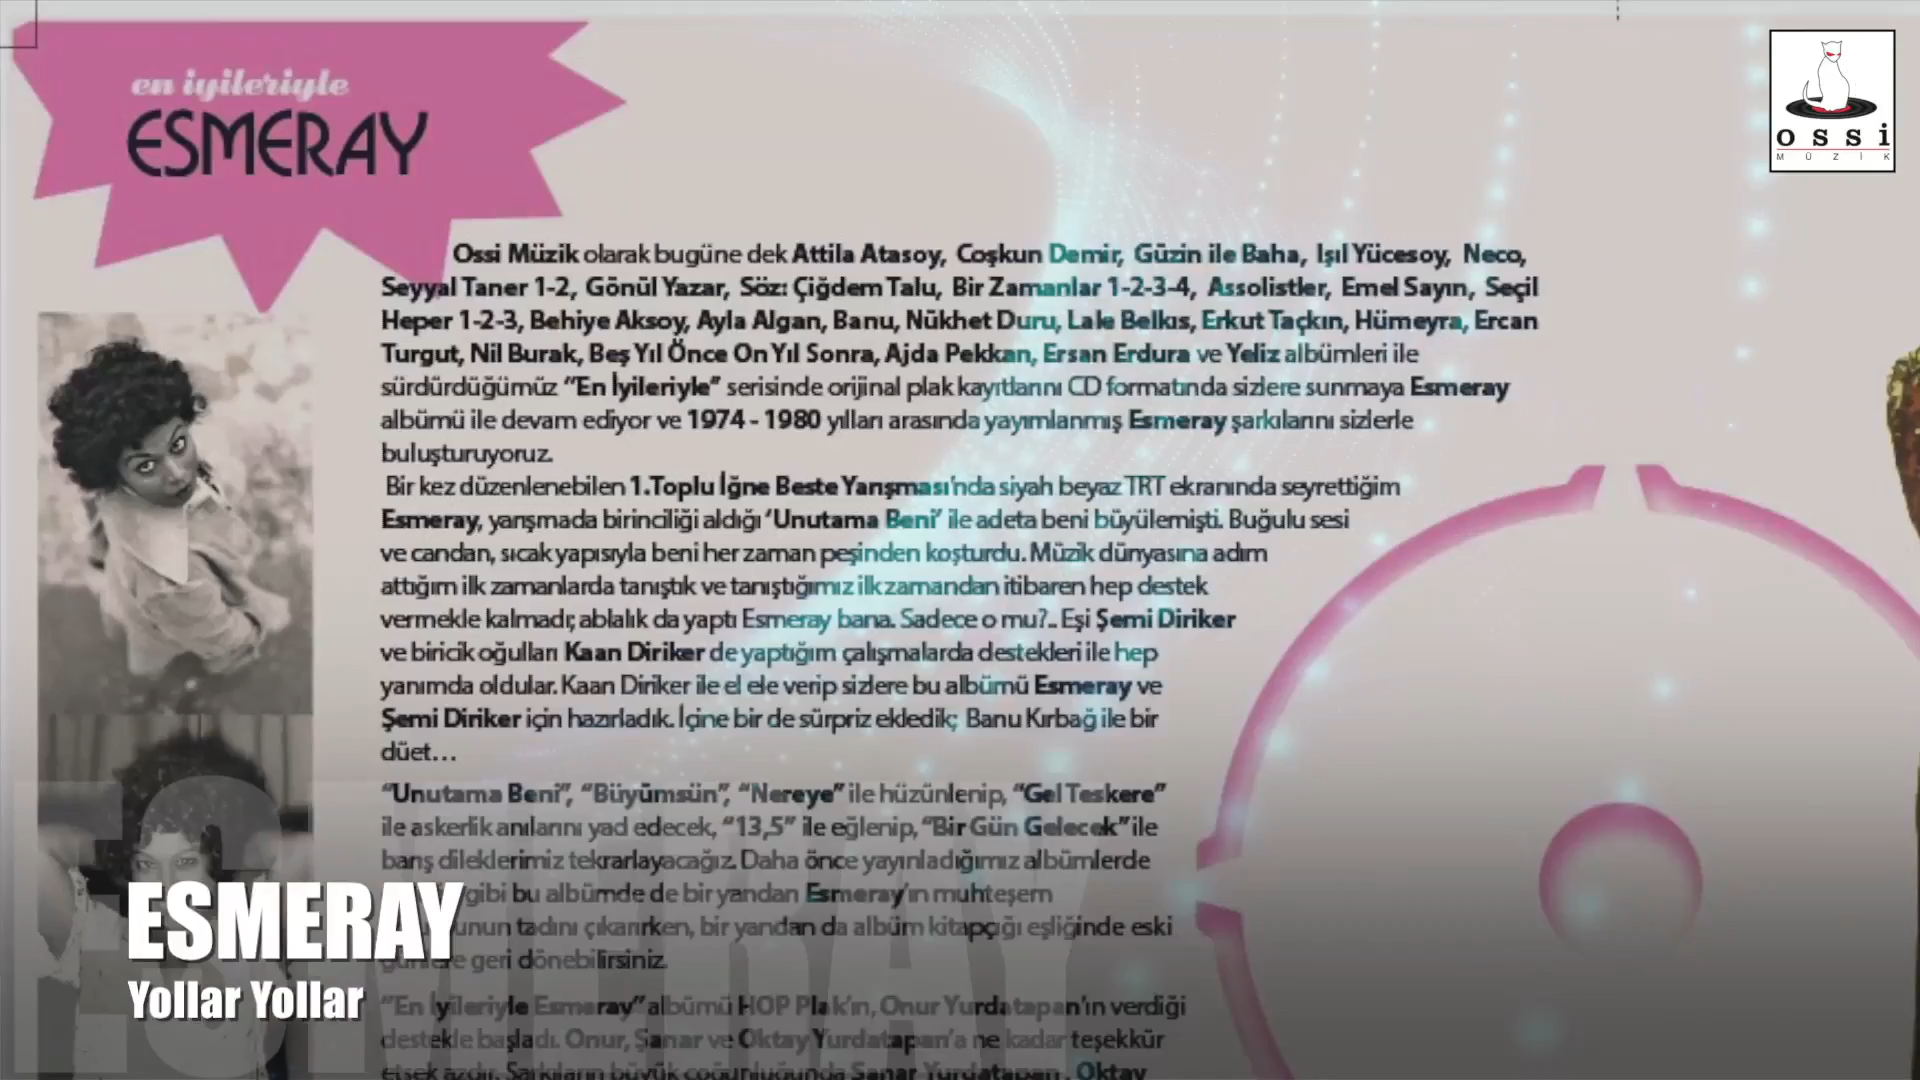 en iyileriyle
ESMERAY
ossi
MÜZİK
Ossi Müzik olarak bugüne dek Attila Atasoy, Coşkun Demir, Güzin ile Baha, Işıl Yücesoy, Neco,
Seyyal Taner 1-2, Gönül Yazar, Söz: Çiğdem Talu, Bir Zamanlar 1-2-3-4, Assolistler, Emel Sayın, Seçil
Heper 1-2-3, Behiye Aksoy, Ayla Algan, Banu, Nükhet Duru, Lale Belkıs, Erkut Taçkın, Hümeyra, Ercan
Turgut, Nil Burak, Beş Yıl Önce On Yıl Sonra, Ajda Pekkan, Ersan Erdura ve Yeliz albümleri ile
sürdürdüğümüz "En İyileriyle" serisinde orijinal plak kayıtlarını CD formatında sizlere sunmaya Esmeray
albümü ile devam ediyor ve 1974 - 1980 yılları arasında yayımlanmış Esmeray şarkılarını sizlerle
buluşturuyoruz.
Bir kez düzenlenebilen 1.Toplu İğne Beste Yarışması'nda siyah beyaz TRT ekranında seyrettiğim
Esmeray, yarışmada birinciliği aldığı 'Unutama Beni' ile adeta beni büyülemişti. Buğulu sesi
ve candan, sıcak yapısıyla beni her zaman peşinden koşturdu. Müzik dünyasına adım
attığım ilk zamanlarda tanıştık ve tanıştığımız ilk zamandan itibaren hep destek
vermekle kalmadı; ablalık da yaptı Esmeray bana. Sadece o mu?.. Eşi Şemi Diriker
ve biricik oğulları Kaan Diriker de yaptığım çalışmalarda destekleri ile hep
yanımda oldular. Kaan Diriker ile el ele verip sizlere bu albümü Esmeray ve
Şemi Diriker için hazırladık. İçine bir de sürpriz ekledik; Banu Kırbağ ile bir
düet...
"Unutama Beni", "Büyümsün", "Nereye" ile hüzünlenip, "Gel Teskere"
ile askerlik anılarını yad edecek, "13,5" ile eğlenip, "Bir Gün Gelecek" ile
barış dileklerimiz tekrarlayacağız. Daha önce yayınladığımız albümlerde
gibi bu albümde de bir yandan Esmeray'ın muhteşem
tadını çıkarırken, bir yandan da albüm kitapçığı eşliğinde eski
geri dönebilirsiniz.
"En İyileriyle Esmeray" albümü HOP Plak'ın, Onur Yurdatapan'ın verdiği
destekle başladı. Onur, Şanar ve Oktay Yurdatapan'a ne kadar teşekkür
etsek azdır. Şarkıların büyük çoğunluğunda Şanar Yurdatapan, Oktay
ESMERAY
Yollar Yollar